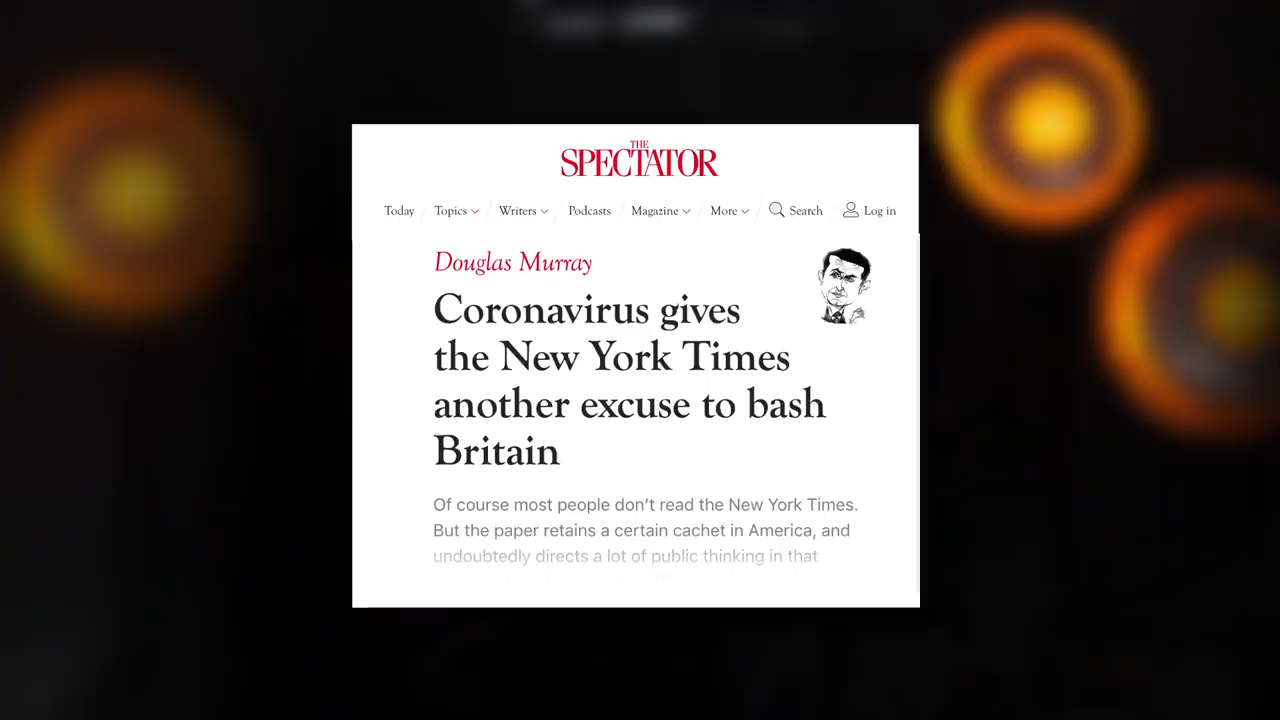 THE
SPECTATOR
Today Topics Writers Podcasts Magazine More Search Log in
Douglas Murray
Coronavirus gives
the New York Times
another excuse to bash
Britain
Of course most people don’t read the New York Times.
But the paper retains a certain cachet in America, and
undoubtedly directs a lot of public thinking in that